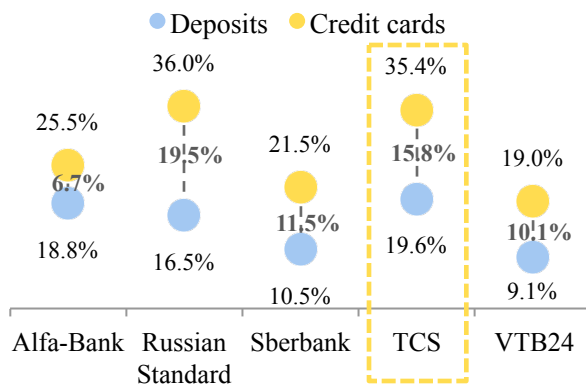 Deposits Credit cards
36.0% 35.4%
25.5% 21.5% 19.0%
6.7% 19.5% 11.5% 15.8% 10.1%
18.8% 16.5% 10.5% 19.6% 9.1%
Alfa-Bank Russian Sberbank TCS VTB24
Standard